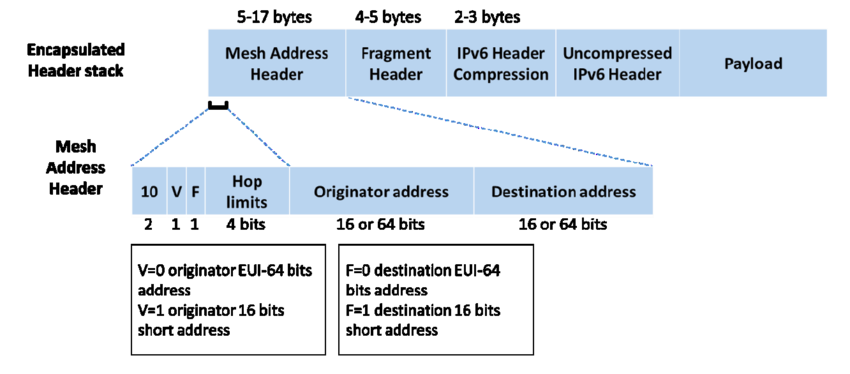 5-17 bytes 4-5 bytes 2-3 bytes
Encapsulated
Header stack
Mesh Address
Header
Fragment
Header
IPv6 Header
Compression
Uncompressed
IPv6 Header
Payload
Mesh
Address
Header
10 V F
Hop
limits
Originator address
Destination address
2 1 1 4 bits 16 or 64 bits 16 or 64 bits
V=0 originator EUI-64 bits
address
V=1 originator 16 bits
short address
F=0 destination EUI-64
bits address
F=1 destination 16 bits
short address